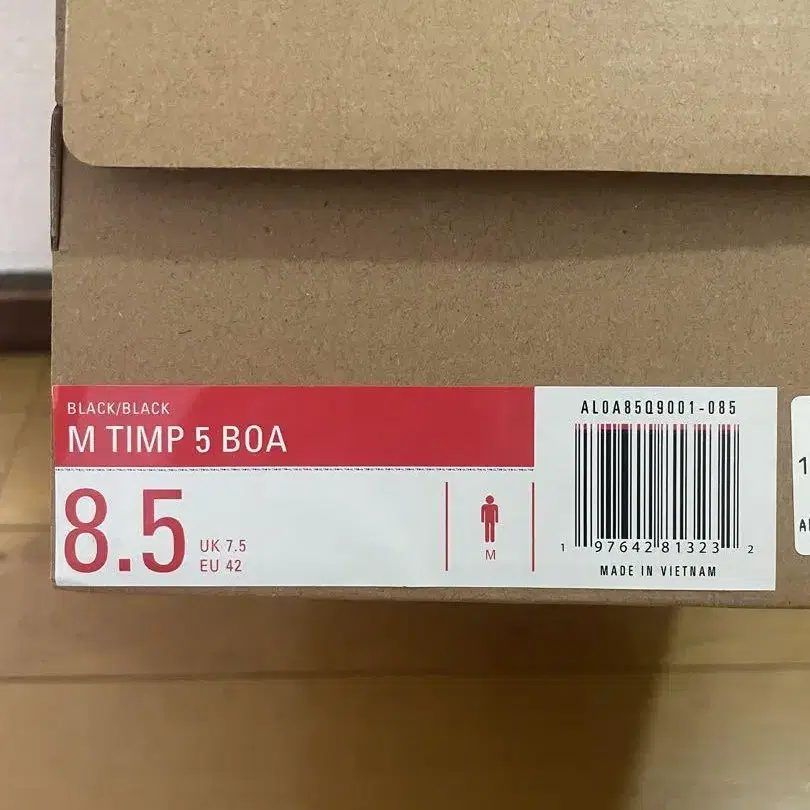 BLACK/BLACK
M TIMP 5 BOA
8.5
UK 7.5
EU 42
M
AL0A85Q9001-085
1 97642 81323 2
MADE IN VIETNAM